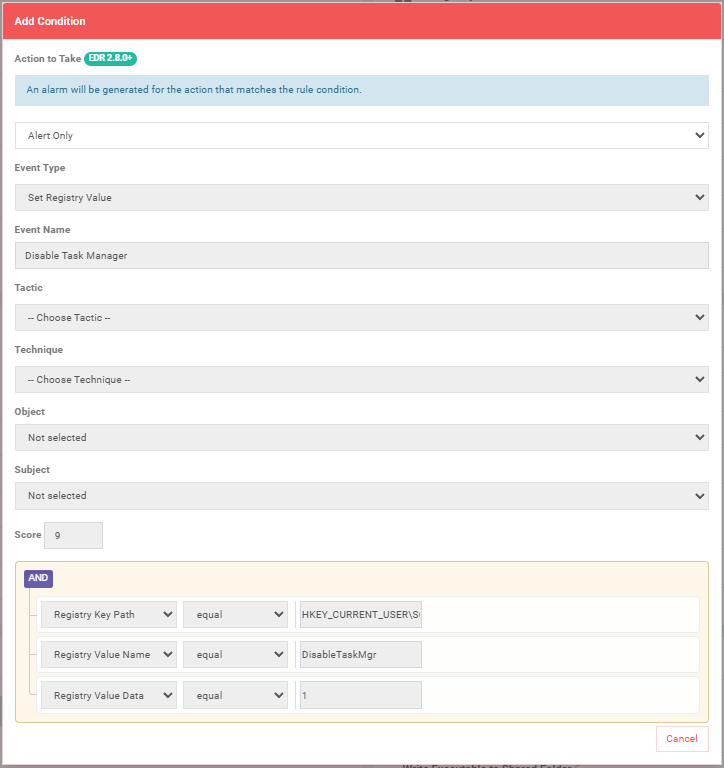 Add Condition
Action to Take EDR 2.8.0+
An alarm will be generated for the action that matches the rule condition.
Alert Only
Event Type
Set Registry Value
Event Name
Disable Task Manager
Tactic
-- Choose Tactic --
Technique
-- Choose Technique --
Object
Not selected
Subject
Not selected
Score 9
AND
Registry Key Path equal HKEY_CURRENT_USER\S
Registry Value Name equal DisableTaskMgr
Registry Value Data equal 1
Cancel
Write Executable to Shared Folder